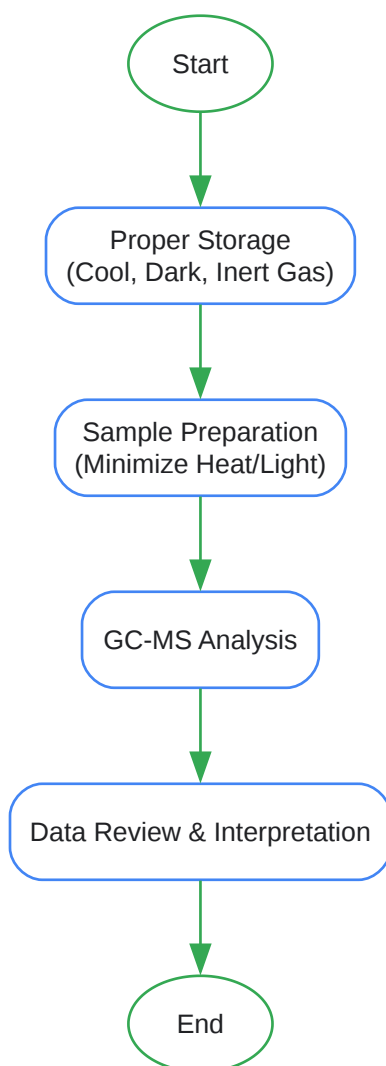 Start
Proper Storage
(Cool, Dark, Inert Gas)
Sample Preparation
(Minimize Heat/Light)
GC-MS Analysis
Data Review & Interpretation
End